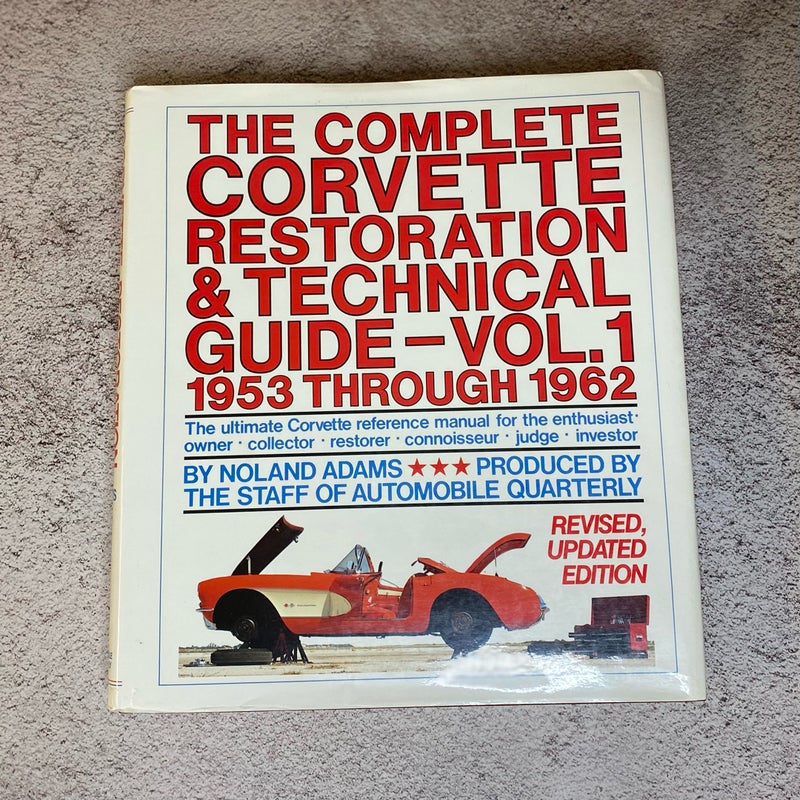 THE COMPLETE
CORVETTE
RESTORATION
& TECHNICAL
GUIDE–VOL.1
1953 THROUGH 1962
The ultimate Corvette reference manual for the enthusiast·
owner · collector · restorer · connoisseur · judge · investor
BY NOLAND ADAMS ★★★ PRODUCED BY
THE STAFF OF AUTOMOBILE QUARTERLY
REVISED,
UPDATED
EDITION